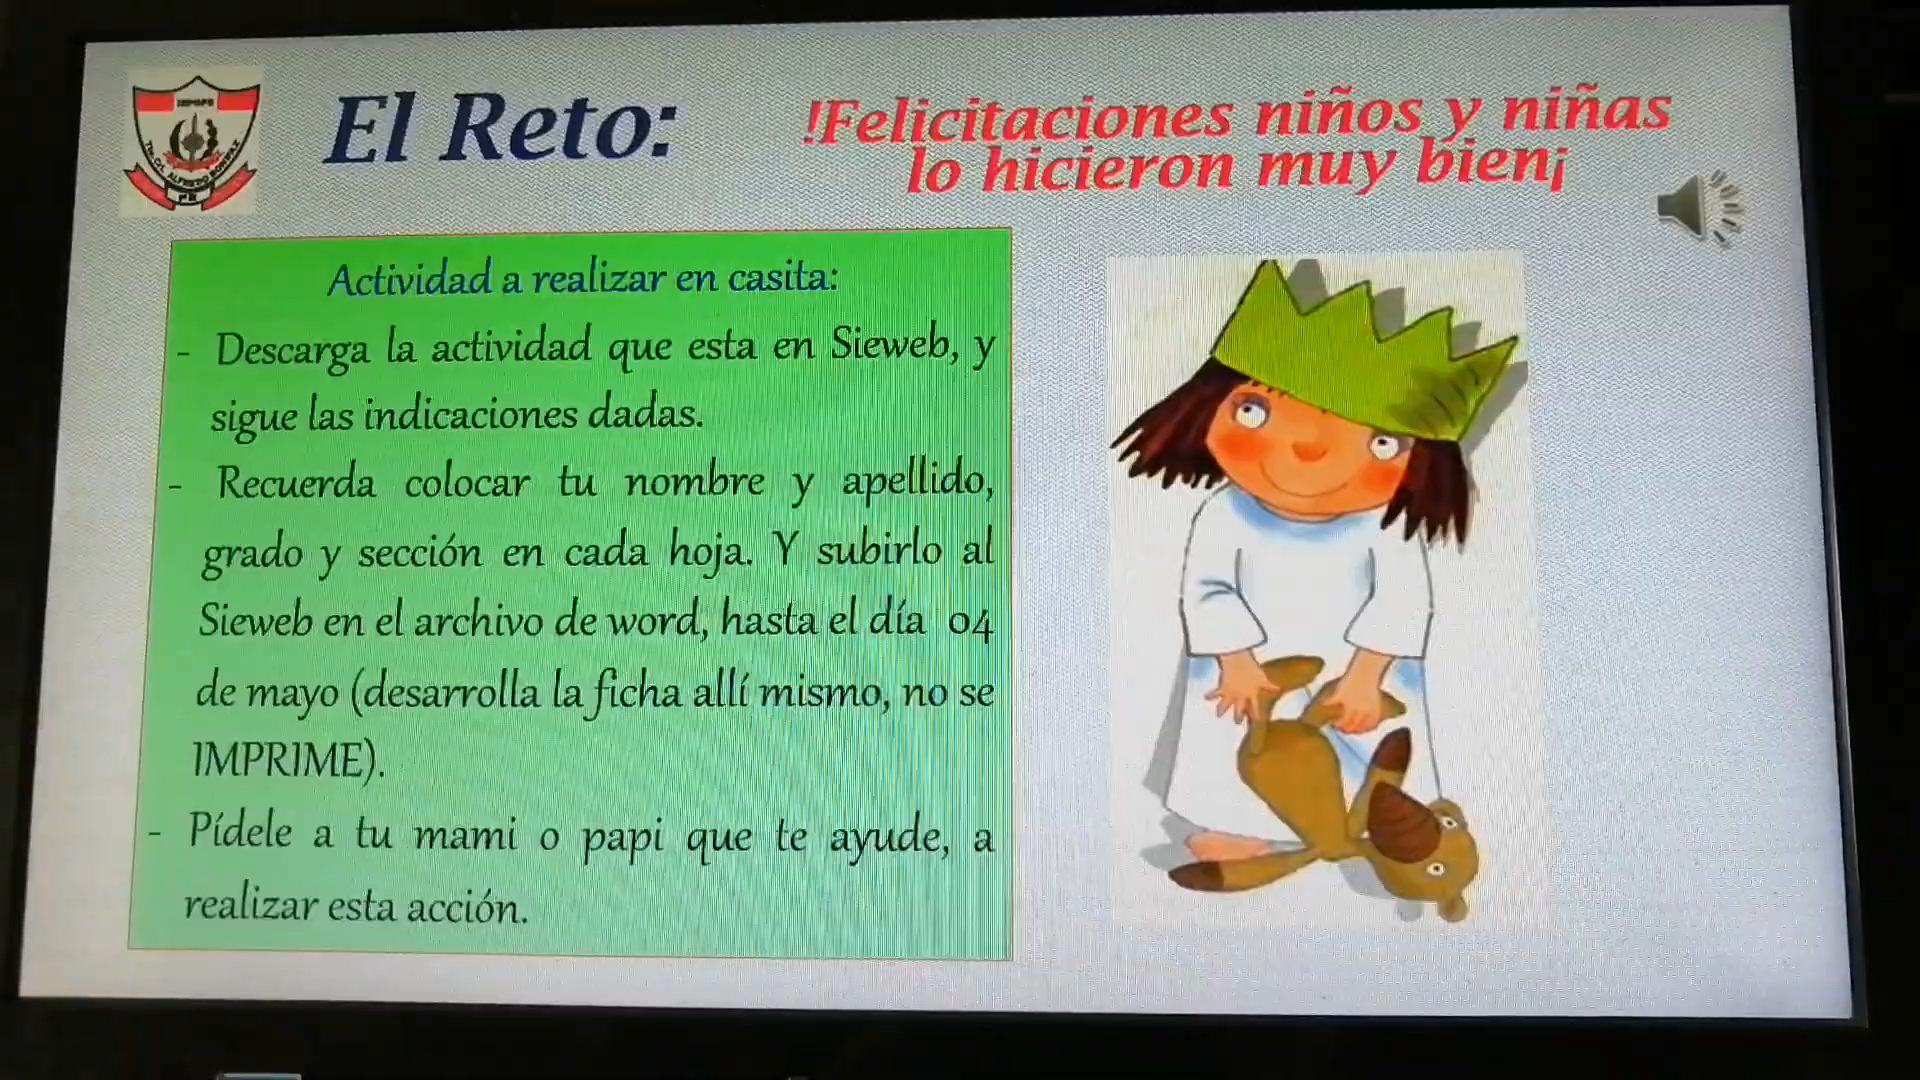 El Reto:
!Felicitaciones niños y niñas
lo hicieron muy bien¡
Actividad a realizar en casita:
- Descarga la actividad que esta en Sieweb, y
sigue las indicaciones dadas.
- Recuerda colocar tu nombre y apellido,
grado y sección en cada hoja. Y subirlo al
Sieweb en el archivo de word, hasta el día 04
de mayo (desarrolla la ficha allí mismo, no se
IMPRIME).
- Pídele a tu mami o papi que te ayude, a
realizar esta acción.